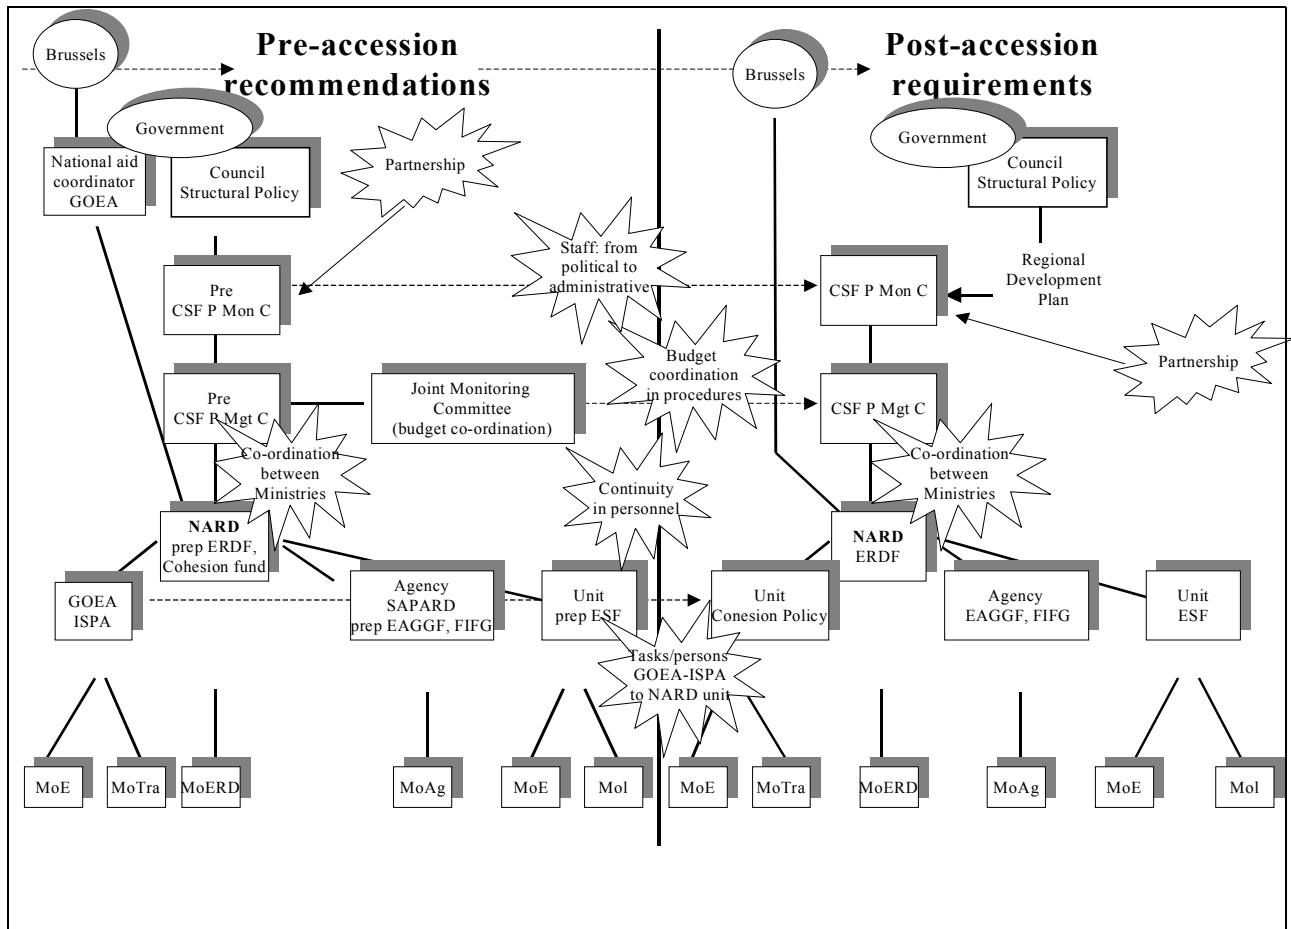 Pre-accession
recommendations
Post-accession
requirements
Brussels
Brussels
Government
Government
National aid
coordinator
GOEA
Council
Structural Policy
Partnership
Council
Structural Policy
Staff: from
political to
administrative
Regional
Development
Plan
Pre
CSF P Mon C
CSF P Mon C
Budget
coordination
in procedures
Partnership
Pre
CSF P Mgt C
Joint Monitoring
Committee
(budget co-ordination)
CSF P Mgt C
Co-ordination
between
Ministries
Co-ordination
between
Ministries
Continuity
in personnel
NARD
prep ERDF,
Cohesion fund
NARD
ERDF
GOEA
ISPA
Agency
SAPARD
prep EAGGF, FIFG
Unit
prep ESF
Unit
Conesion Policy
Agency
EAGGF, FIFG
Unit
ESF
Tasks/persons
GOEA-ISPA
to NARD unit
MoE
MoTra
MoERD
MoAg
MoE
Mol
MoE
MoTra
MoERD
MoAg
MoE
Mol